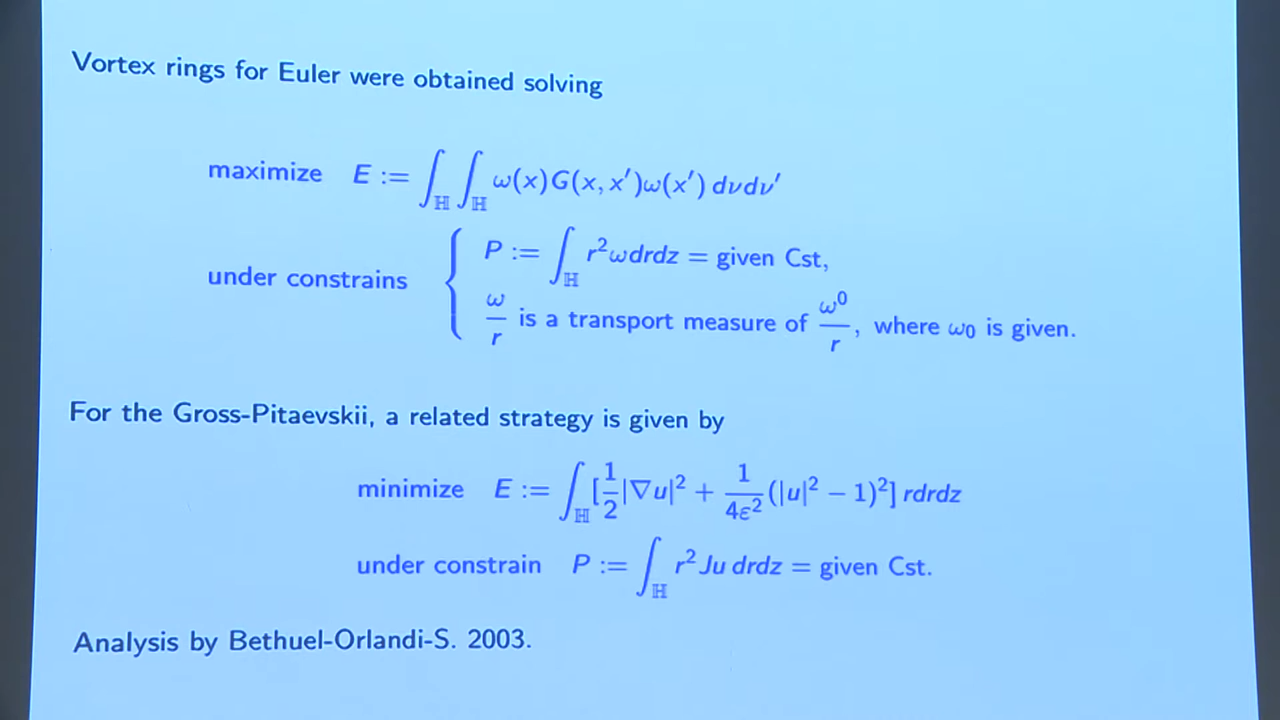 Vortex rings for Euler were obtained solving
maximize E := ∫_ℍ ∫_ℍ ω(x)G(x, x′)ω(x′) dνdν′
under constrains { P := ∫_ℍ r²ωdrdz = given Cst,
ω/r is a transport measure of ω⁰/r, where ω₀ is given.
For the Gross-Pitaevskii, a related strategy is given by
minimize E := ∫_ℍ [1/2|∇u|² + 1/4ε² (|u|² − 1)²] rdrdz
under constrain P := ∫_ℍ r² Ju drdz = given Cst.
Analysis by Bethuel-Orlandi-S. 2003.